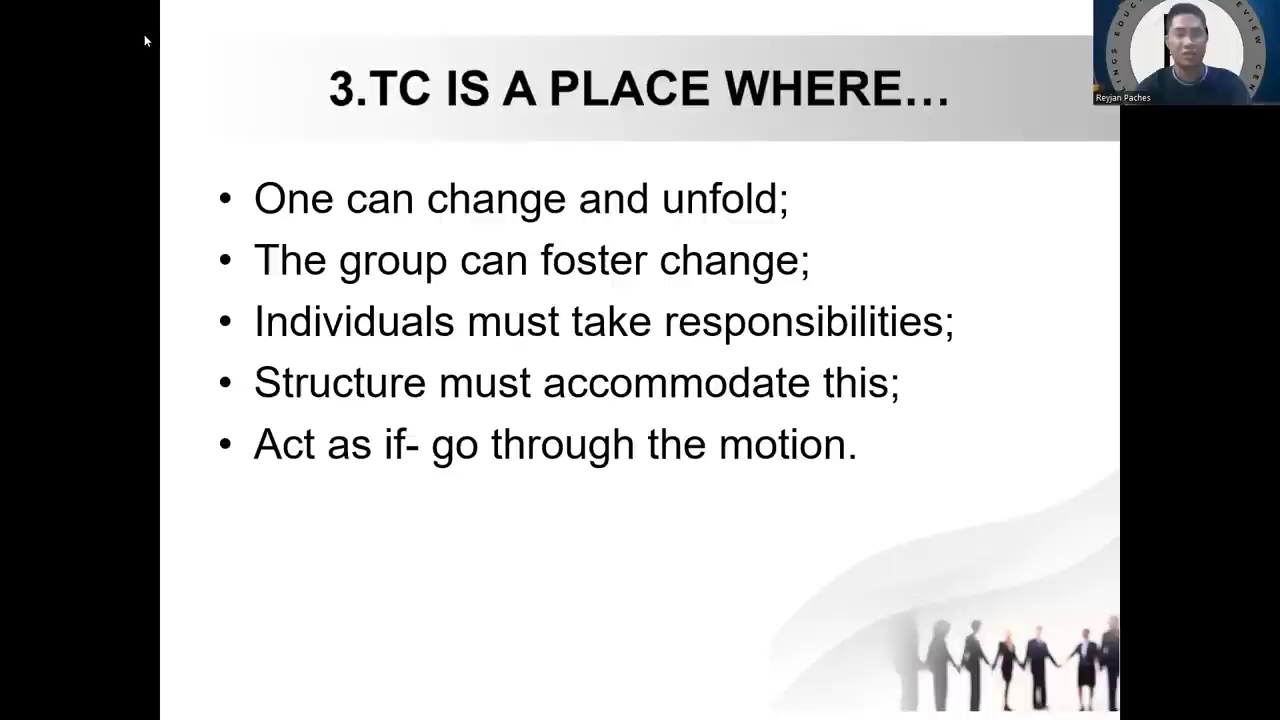 3.TC IS A PLACE WHERE…
• One can change and unfold;
• The group can foster change;
• Individuals must take responsibilities;
• Structure must accommodate this;
• Act as if- go through the motion.
Reyjan Paches